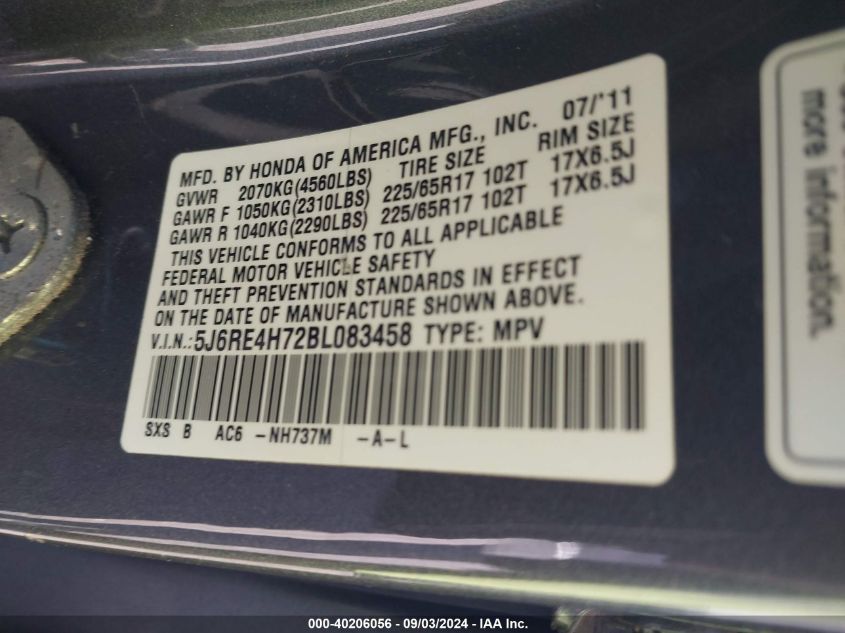 MFD. BY HONDA OF AMERICA MFG., INC. 07/'11
GVWR 2070KG(4560LBS) TIRE SIZE RIM SIZE
GAWR F 1050KG(2310LBS) 225/65R17 102T 17X6.5J
GAWR R 1040KG(2290LBS) 225/65R17 102T 17X6.5J
THIS VEHICLE CONFORMS TO ALL APPLICABLE
FEDERAL MOTOR VEHICLE SAFETY
AND THEFT PREVENTION STANDARDS IN EFFECT
ON THE DATE OF MANUFACTURE SHOWN ABOVE.
V.I.N.:5J6RE4H72BL083458 TYPE: MPV
SXS B AC6 -NH737M -A-L
more information.
000-40206056 - 09/03/2024 - IAA Inc.